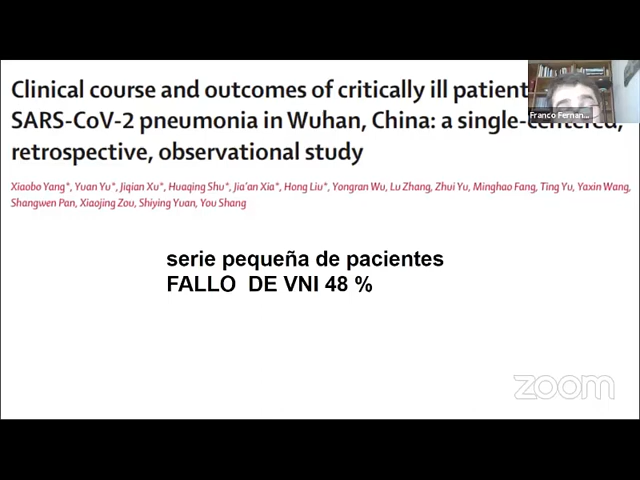 Clinical course and outcomes of critically ill patient
SARS-CoV-2 pneumonia in Wuhan, China: a single-centered,
retrospective, observational study
Xiaobo Yang*, Yuan Yu*, Jiqian Xu*, Huaqing Shu*, Jia'an Xia*, Hong Liu*, Yongran Wu, Lu Zhang, Zhui Yu, Minghao Fang, Ting Yu, Yaxin Wang,
Shangwen Pan, Xiaojing Zou, Shiying Yuan, You Shang
Franco Fernan...
serie pequeña de pacientes
FALLO DE VNI 48 %
zoom